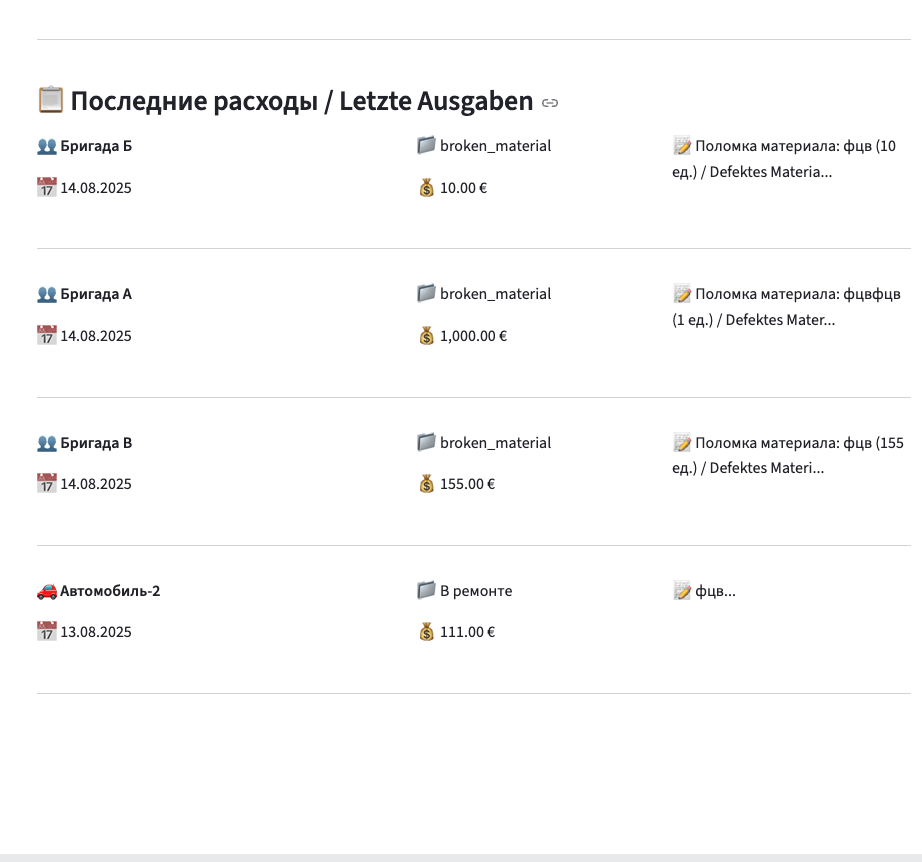 Последние расходы / Letzte Ausgaben
Бригада Б
14.08.2025
broken_material
10.00 €
Поломка материала: фцв (10
ед.) / Defektes Materia...
Бригада А
14.08.2025
broken_material
1,000.00 €
Поломка материала: фцвфцв
(1 ед.) / Defektes Mater...
Бригада В
14.08.2025
broken_material
155.00 €
Поломка материала: фцв (155
ед.) / Defektes Materi...
Автомобиль-2
13.08.2025
В ремонте
111.00 €
фцв...